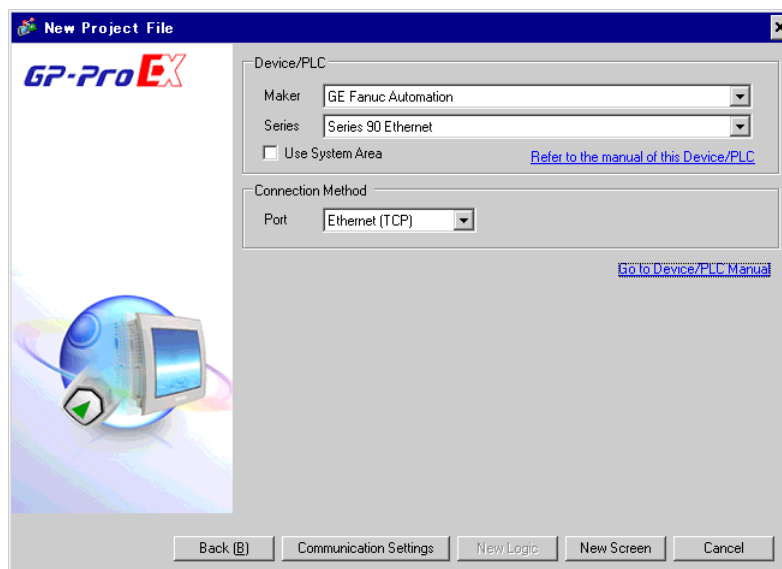 New Project File
GP-Pro EX
Device/PLC
Maker GE Fanuc Automation
Series Series 90 Ethernet
Use System Area Refer to the manual of this Device/PLC
Connection Method
Port Ethernet (TCP)
Go to Device/PLC Manual
Back (B) Communication Settings New Logic New Screen Cancel